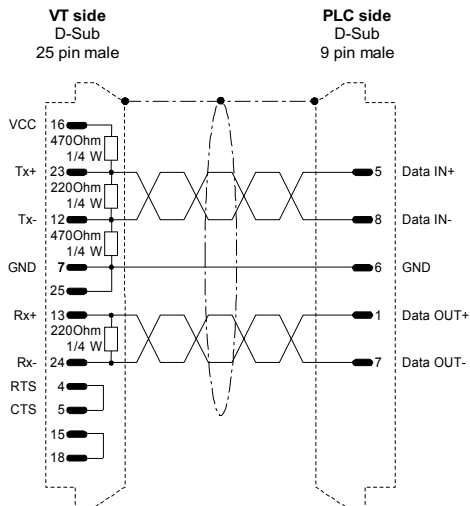 VT side
D-Sub
25 pin male
PLC side
D-Sub
9 pin male
VCC 16
470Ohm
1/4 W
Tx+ 23 5 Data IN+
220Ohm
1/4 W
Tx- 12 8 Data IN-
470Ohm
1/4 W
GND 7 6 GND
25
Rx+ 13 1 Data OUT+
220Ohm
1/4 W
Rx- 24 7 Data OUT-
RTS 4
CTS 5
15
18